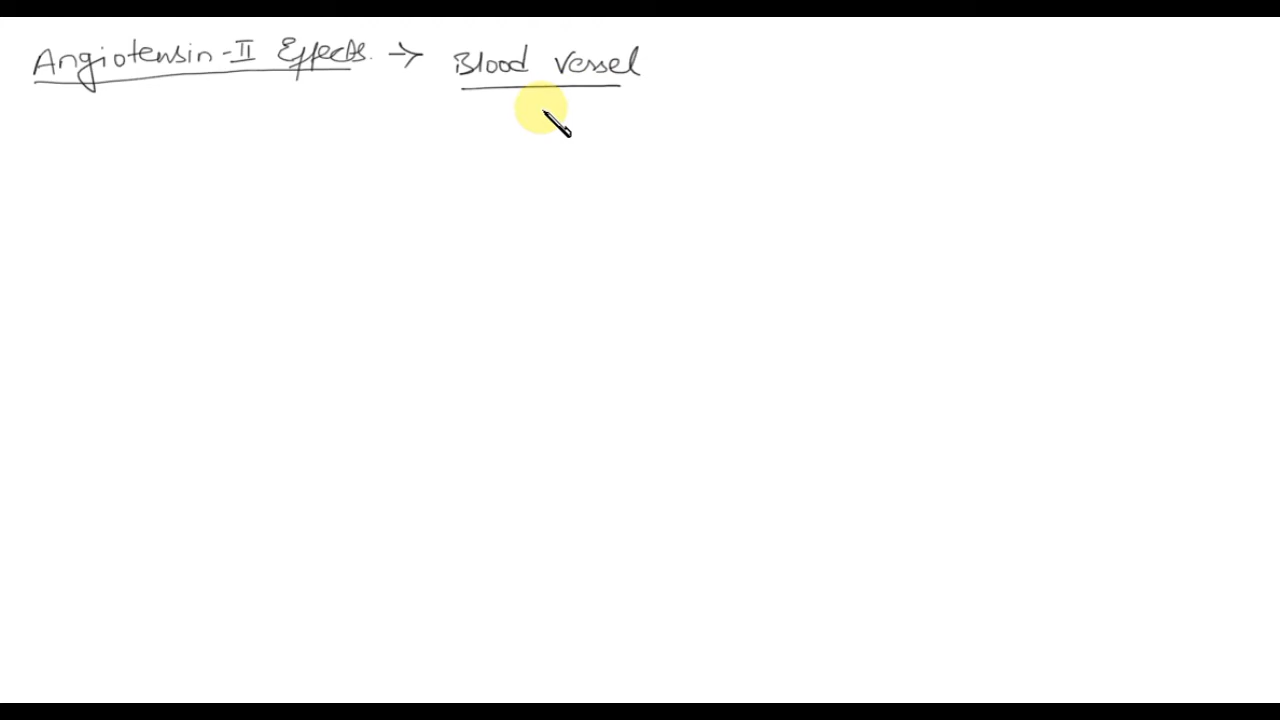 Angiotensin-II Effects. → Blood Vessel